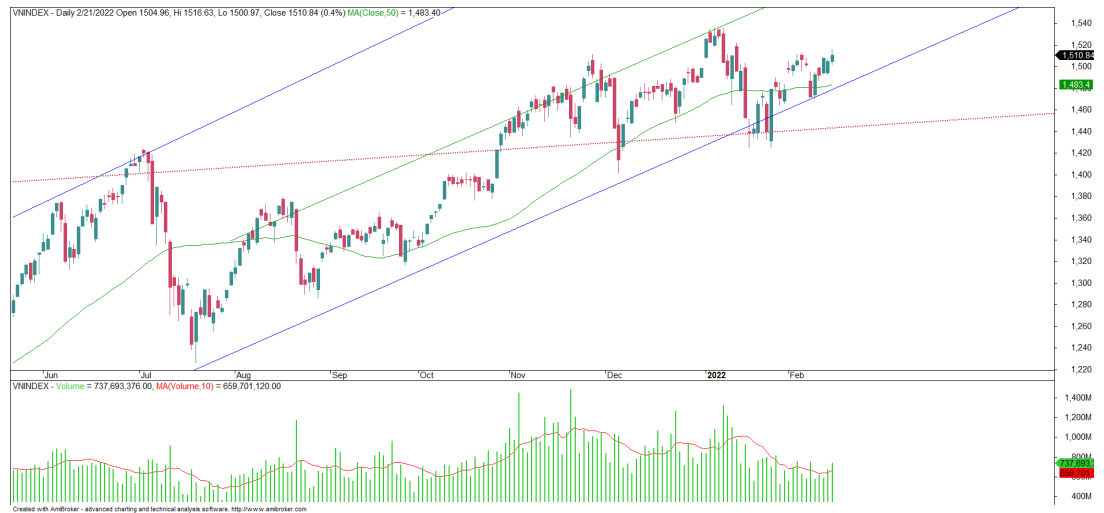 VNINDEX - Daily 2/21/2022 Open 1504.96, Hi 1516.63, Lo 1500.97, Close 1510.84 (0.4%) MA(Close,50) = 1,483.40
1,540
1,520
1,510.84
1,500
1,483.4
1,480
1,460
1,440
1,420
1,400
1,380
1,360
1,340
1,320
1,300
1,280
1,260
1,240
1,220
Jun Jul Aug Sep Oct Nov Dec 2022 Feb
VNINDEX - Volume = 737,693,376.00, MA(Volume,10) = 659,701,120.00
1,400M
1,200M
1,000M
800M
737,693,
659,701,
400M
Created with AmiBroker - advanced charting and technical analysis software. http://www.amibroker.com